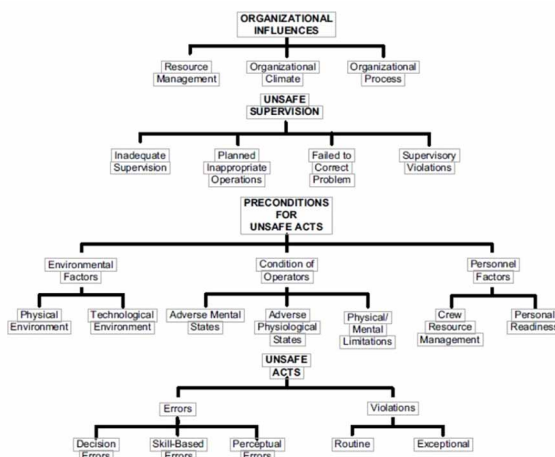 ORGANIZATIONAL
INFLUENCES
Resource
Management
Organizational
Climate
Organizational
Process
UNSAFE
SUPERVISION
Inadequate
Supervision
Planned
Inappropriate
Operations
Failed to
Correct
Problem
Supervisory
Violations
PRECONDITIONS
FOR
UNSAFE ACTS
Environmental
Factors
Condition of
Operators
Personnel
Factors
Physical
Environment
Technological
Environment
Adverse Mental
States
Adverse
Physiological
States
Physical/
Mental
Limitations
Crew
Resource
Management
Personal
Readiness
UNSAFE
ACTS
Errors
Violations
Decision
Errors
Skill-Based
Errors
Perceptual
Errors
Routine
Exceptional